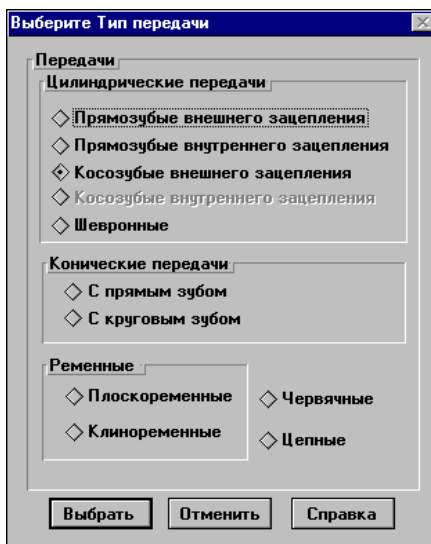 Выберите Тип передачи
Передачи
Цилиндрические передачи
Прямозубые внешнего зацепления
Прямозубые внутреннего зацепления
Косозубые внешнего зацепления
Косозубые внутреннего зацепления
Шевронные
Конические передачи
С прямым зубом
С круговым зубом
Ременные
Плоскоременные
Червячные
Клиноременные
Цепные
Выбрать Отменить Справка